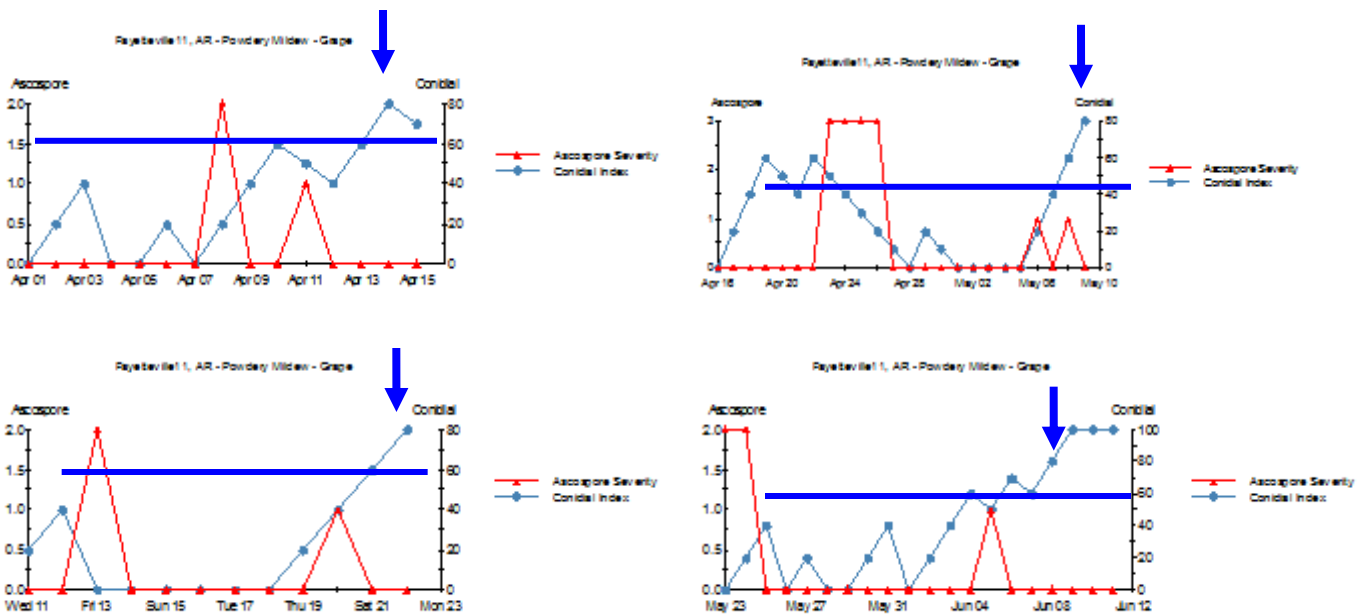 Fayetteville11, AR - Powdery Mildew - Grape
Ascospore
Conidial
2.0
1.5
1.0
0.5
0.0
80
60
40
20
0
Apr 01
Apr 03
Apr 05
Apr 07
Apr 09
Apr 11
Apr 13
Apr 15
Ascospore Severity
Conidial Index
Fayetteville11, AR - Powdery Mildew - Grape
Ascospore
Conidial
3
2
1
0
80
60
40
20
0
Apr 16
Apr 20
Apr 24
Apr 28
May 02
May 06
May 10
Ascospore Severity
Conidial Index
Fayetteville11, AR - Powdery Mildew - Grape
Ascospore
Conidial
2.0
1.5
1.0
0.5
0.0
80
60
40
20
0
Wed 11
Fri 13
Sun 15
Tue 17
Thu 19
Sat 21
Mon 23
Ascospore Severity
Conidial Index
Fayetteville11, AR - Powdery Mildew - Grape
Ascospore
Conidial
2.0
1.5
1.0
0.5
0.0
100
80
60
40
20
0
May 23
May 27
May 31
Jun 04
Jun 08
Jun 12
Ascospore Severity
Conidial Index